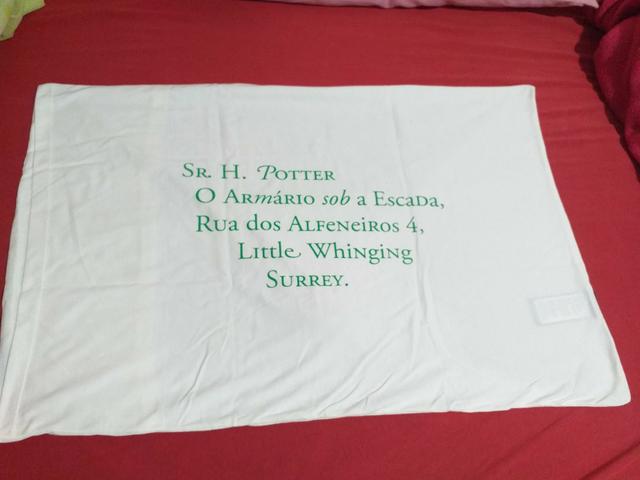 Sr. H. Potter
O Armário sob a Escada,
Rua dos Alfeneiros 4,
Little Whinging
Surrey.